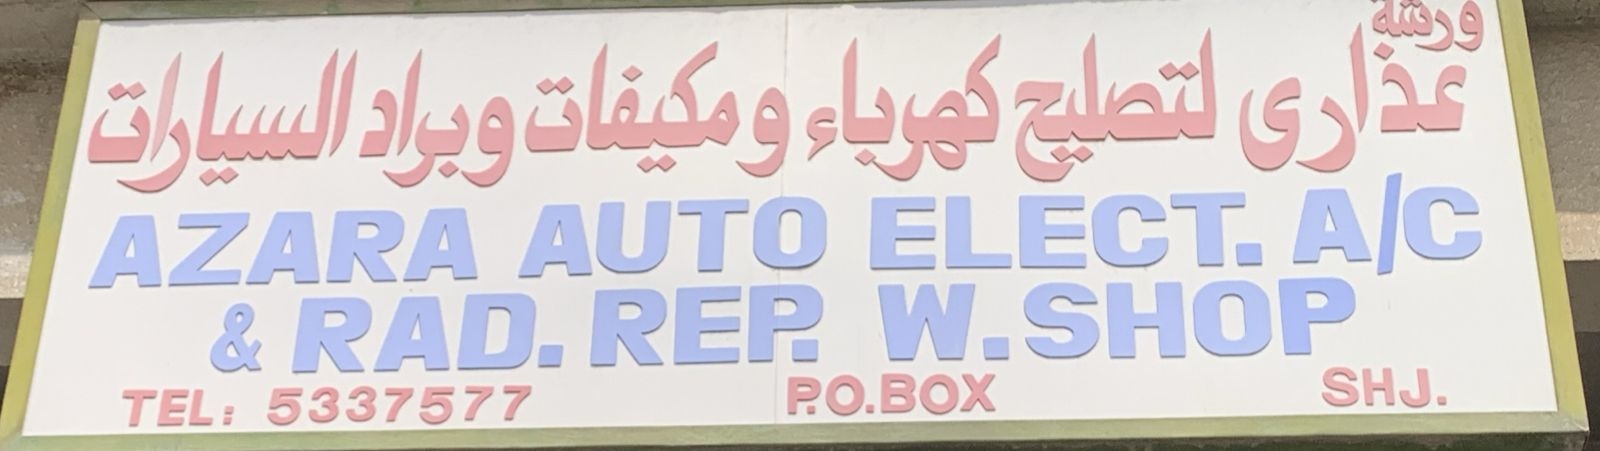 ورشة
عذارى لتصليح كهرباء ومكيفات وبراد السيارات
AZARA AUTO ELECT. A/C
& RAD. REP. W. SHOP
TEL: 5337577 P.O.BOX SHJ.